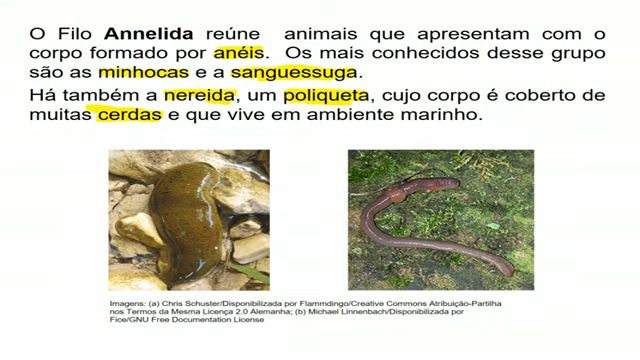 O Filo Annelida reúne animais que apresentam com o
corpo formado por anéis. Os mais conhecidos desse grupo
são as minhocas e a sanguessuga.
Há também a nereida, um poliqueta, cujo corpo é coberto de
muitas cerdas e que vive em ambiente marinho.
Imagens: (a) Chris Schuster/Disponibilizada por Flammdingo/Creative Commons Atribuição-Partilha
nos Termos da Mesma Licença 2.0 Alemanha; (b) Michael Linnenbach/Disponibilizada por
Fice/GNU Free Documentation License